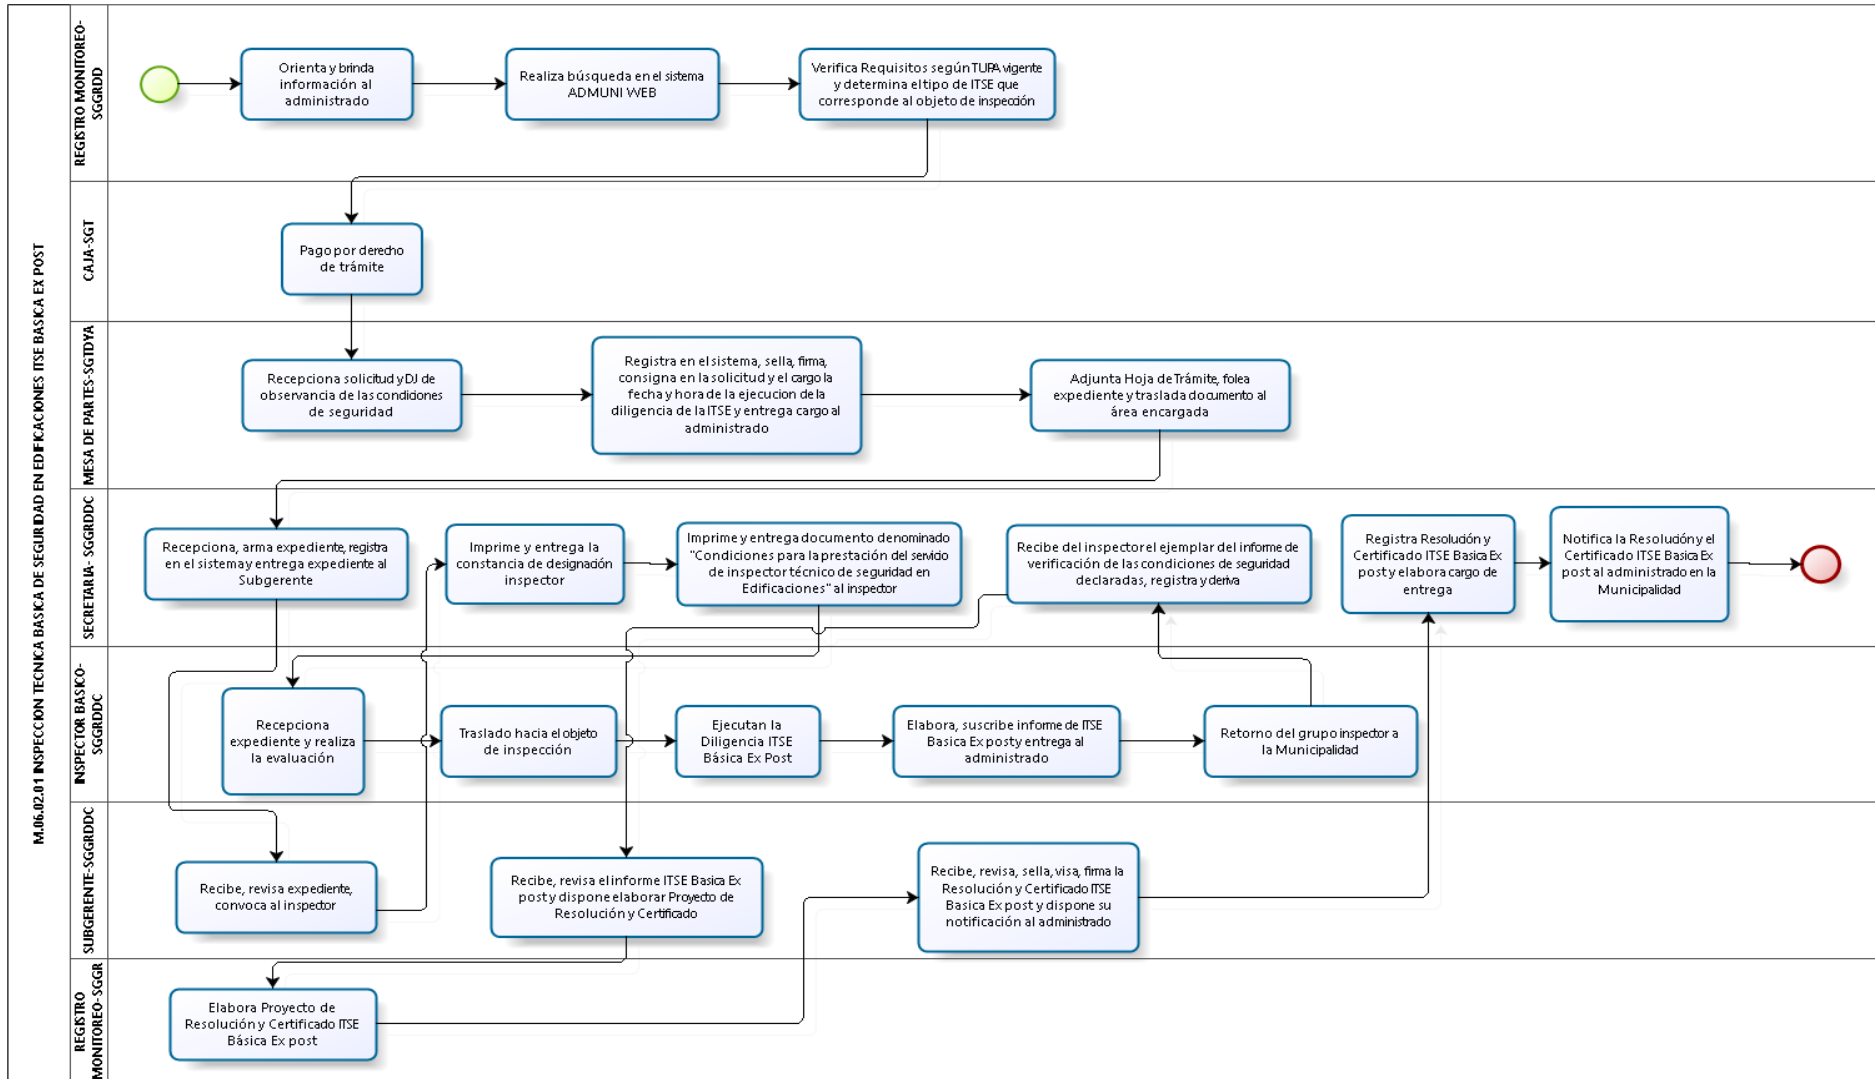 M.06.02.01 INSPECCION TECNICA BASICA DE SEGURIDAD EN EDIFICACIONES ITSE BASICA EX POST
REGISTRO MONITOREO-
SGGRDD
Orienta y brinda
información al
administrado
Realiza búsqueda en el sistema
ADMUNI WEB
Verifica Requisitos según TUPA vigente
y determina el tipo de ITSE que
corresponde al objeto de inspección
CAJA-SGT
Pago por derecho
de trámite
MESA DE PARTES-SGTDYA
Recepciona solicitud y DJ de
observancia de las condiciones
de seguridad
Registra en el sistema, sella, firma,
consigna en la solicitud y el cargo la
fecha y hora de la ejecucion de la
diligencia de la ITSE y entrega cargo al
administrado
Adjunta Hoja de Trámite, folea
expediente y traslada documento al
área encargada
SECRETARIA- SGGRDDC
Recepciona, arma expediente, registra
en el sistema y entrega expediente al
Subgerente
Imprime y entrega la
constancia de designación
inspector
Imprime y entrega documento denominado
"Condiciones para la prestación del servicio
de inspector técnico de seguridad en
Edificaciones" al inspector
Recibe del inspector el ejemplar del informe de
verificación de las condiciones de seguridad
declaradas, registra y deriva
Registra Resolución y
Certificado ITSE Basica Ex
post y elabora cargo de
entrega
Notifica la Resolución y el
Certificado ITSE Basica Ex
post al administrado en la
Municipalidad
INSPECTOR BASICO-
SGGRDDC
Recepciona
expediente y realiza
la evaluación
Traslado hacia el objeto
de inspección
Ejecutan la
Diligencia ITSE
Básica Ex Post
Elabora, suscribe informe de ITSE
Basica Ex post y entrega al
administrado
Retorno del grupo inspector a
la Municipalidad
SUBGERENTE-SGGRDDC
Recibe, revisa expediente,
convoca al inspector
Recibe, revisa el informe ITSE Basica Ex
post y dispone elaborar Proyecto de
Resolución y Certificado
Recibe, revisa, sella, visa, firma la
Resolución y Certificado ITSE
Basica Ex post y dispone su
notificación al administrado
REGISTRO
MONITOREO-SGGR
Elabora Proyecto de
Resolución y Certificado ITSE
Básica Ex post